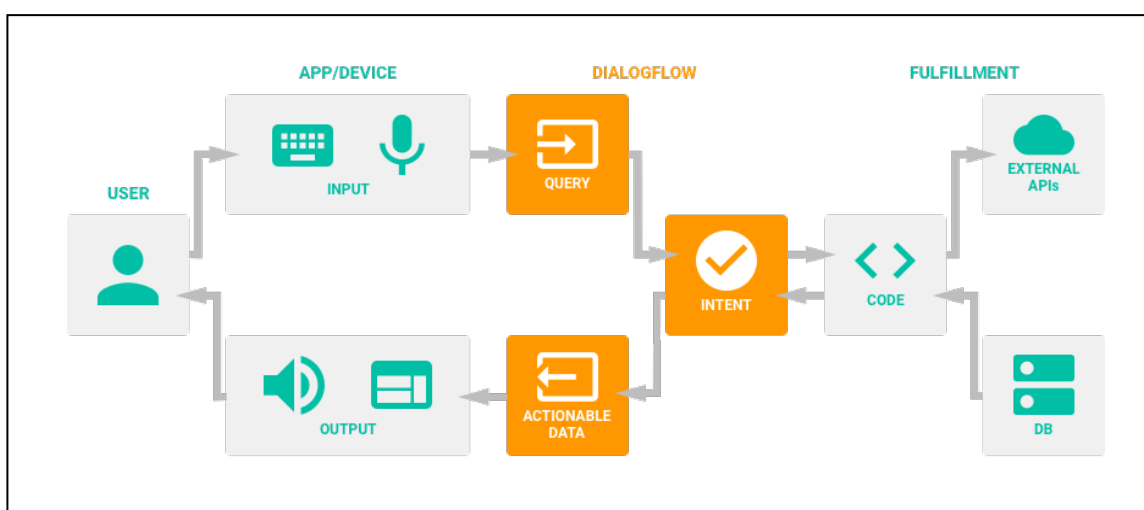 APP/DEVICE
DIALOGFLOW
FULFILLMENT
INPUT
QUERY
EXTERNAL
APIs
USER
INTENT
CODE
OUTPUT
ACTIONABLE
DATA
DB